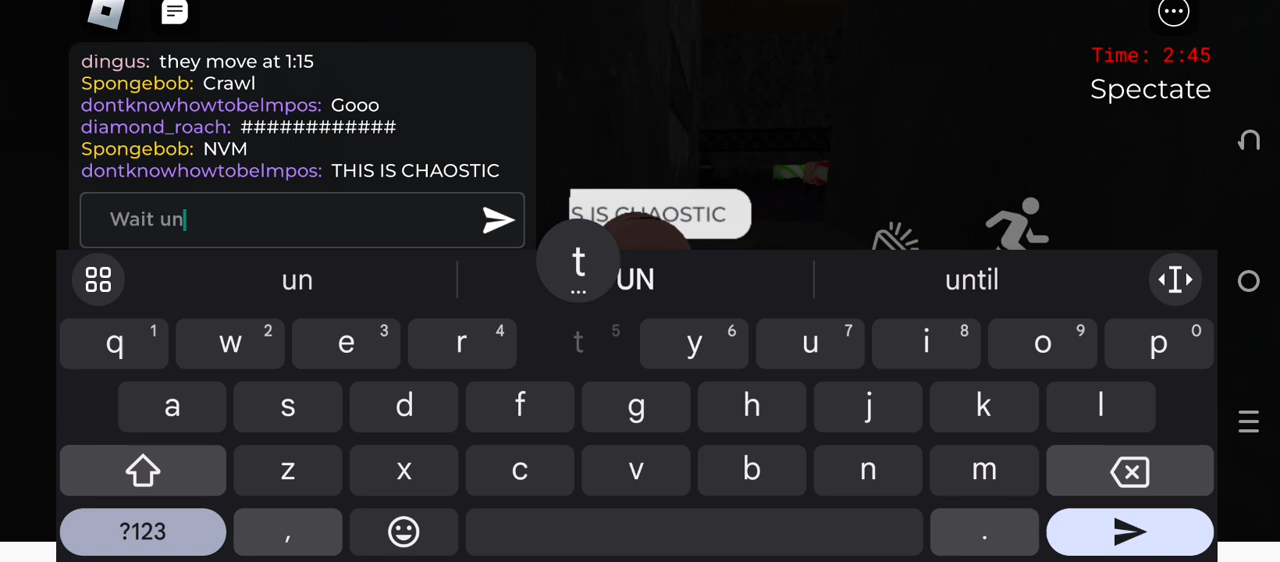 Time: 2:45
Spectate
dingus: they move at 1:15
Spongebob: Crawl
dontknowhowtobelmpos: Gooo
diamond_roach: ############
Spongebob: NVM
dontknowhowtobelmpos: THIS IS CHAOSTIC
Wait un
S IS CHAOSTIC
t
un UN until
q 1 w 2 e 3 r 4 t 5 y 6 u 7 i 8 o 9 p 0
a s d f g h j k l
z x c v b n m
?123 , .